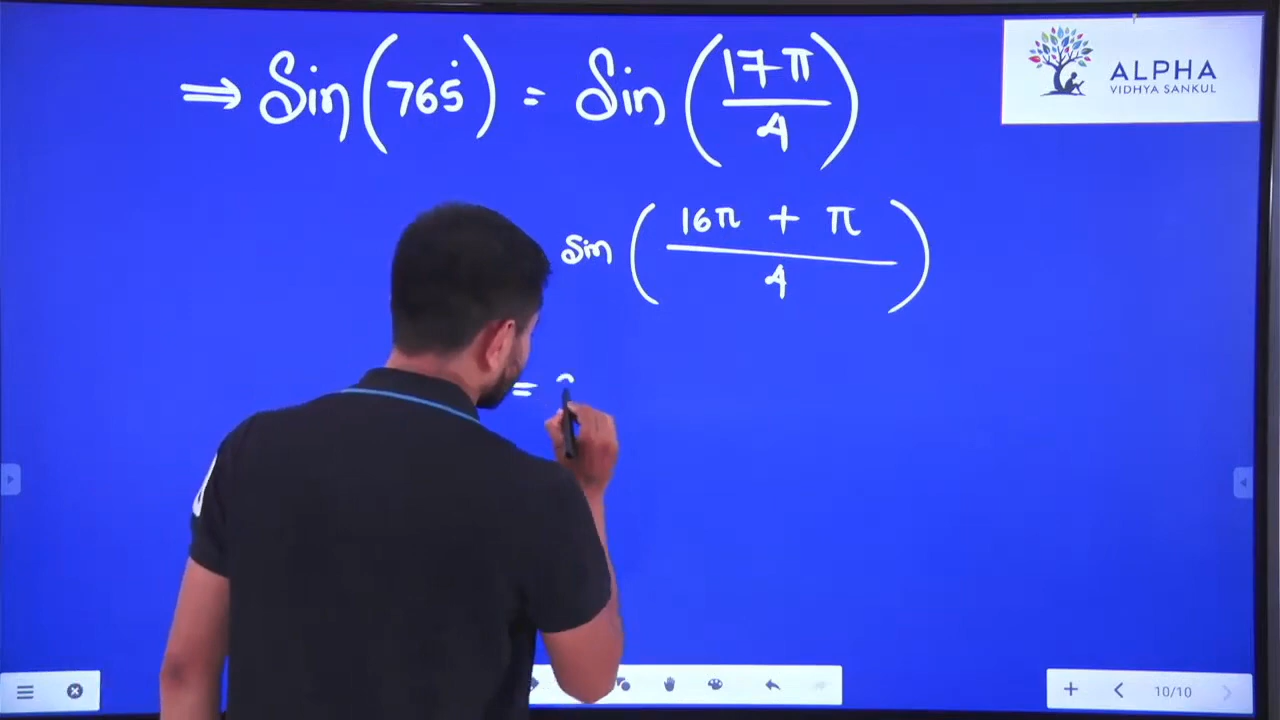 ⇒ Sin(765°) = Sin(17π/4)
sin(16π + π/4)
=
ALPHA
VIDHYA SANKUL
10/10